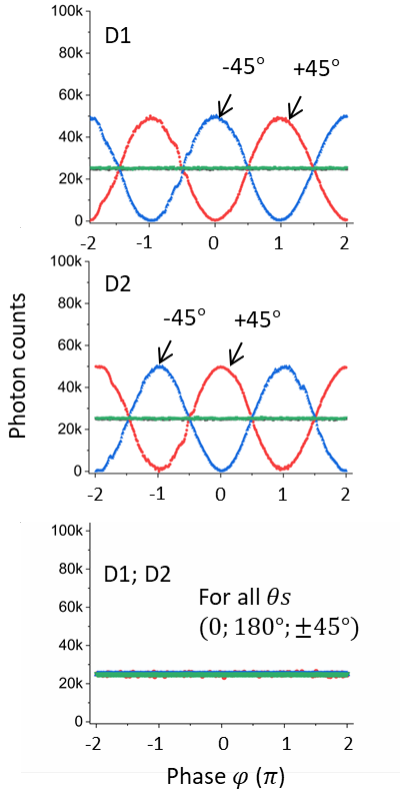 100k
80k
60k
40k
20k
0
D1
-45°
+45°
-2
-1
0
1
2
100k
80k
60k
40k
20k
0
D2
-45°
+45°
-2
-1
0
1
2
Photon counts
100k
80k
60k
40k
20k
0
D1; D2
For all θs
(0; 180°; ±45°)
-2
-1
0
1
2
Phase φ (π)